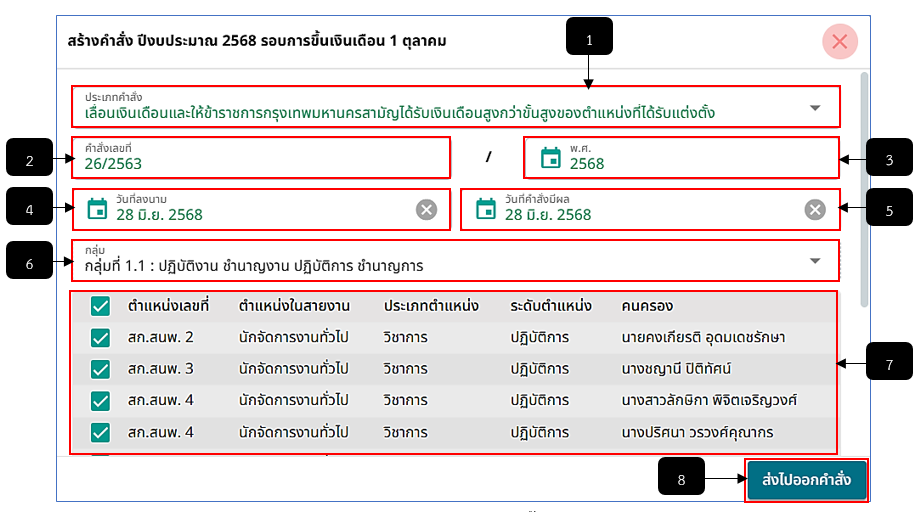 สร้างคำสั่ง ปีงบประมาณ 2568 รอบการขึ้นเงินเดือน 1 ตุลาคม
1
ประเภทคำสั่ง
เลื่อนเงินเดือนและให้ข้าราชการกรุงเทพมหานครสามัญได้รับเงินเดือนสูงกว่าขั้นสูงของตำแหน่งที่ได้รับแต่งตั้ง
2
คำสั่งเลขที่
26/2563
/
พ.ศ.
2568
3
4
วันที่ลงนาม
28 มิ.ย. 2568
วันที่คำสั่งมีผล
28 มิ.ย. 2568
5
6
กลุ่ม
กลุ่มที่ 1.1 : ปฏิบัติงาน ชำนาญงาน ปฏิบัติการ ชำนาญการ
ตำแหน่งเลขที่ ตำแหน่งในสายงาน ประเภทตำแหน่ง ระดับตำแหน่ง คนครอง
สก.สนพ. 2 นักจัดการงานทั่วไป วิชาการ ปฏิบัติการ นายคงเกียรติ อุดมเดชรักษา
สก.สนพ. 3 นักจัดการงานทั่วไป วิชาการ ปฏิบัติการ นางชญานี ปิติทัศน์
7
สก.สนพ. 4 นักจัดการงานทั่วไป วิชาการ ปฏิบัติการ นางสาวลักษิกา พิจิตเจริญวงศ์
สก.สนพ. 4 นักจัดการงานทั่วไป วิชาการ ปฏิบัติการ นางปริศนา วรวงศ์คุณากร
8
ส่งไปออกคำสั่ง